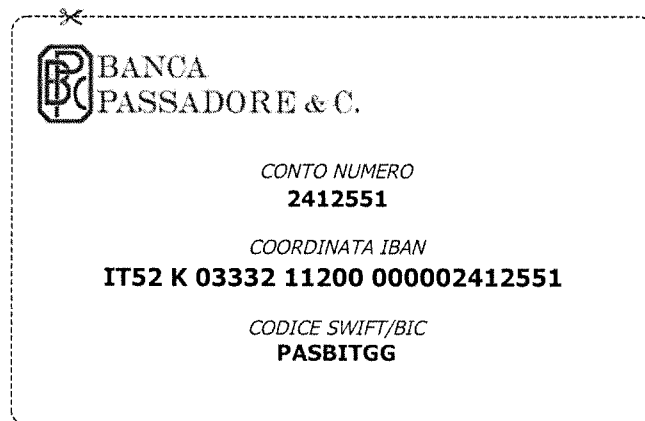 BANCA
PASSADORE & C.
CONTO NUMERO
2412551
COORDINATA IBAN
IT52 K 03332 11200 000002412551
CODICE SWIFT/BIC
PASBITGG